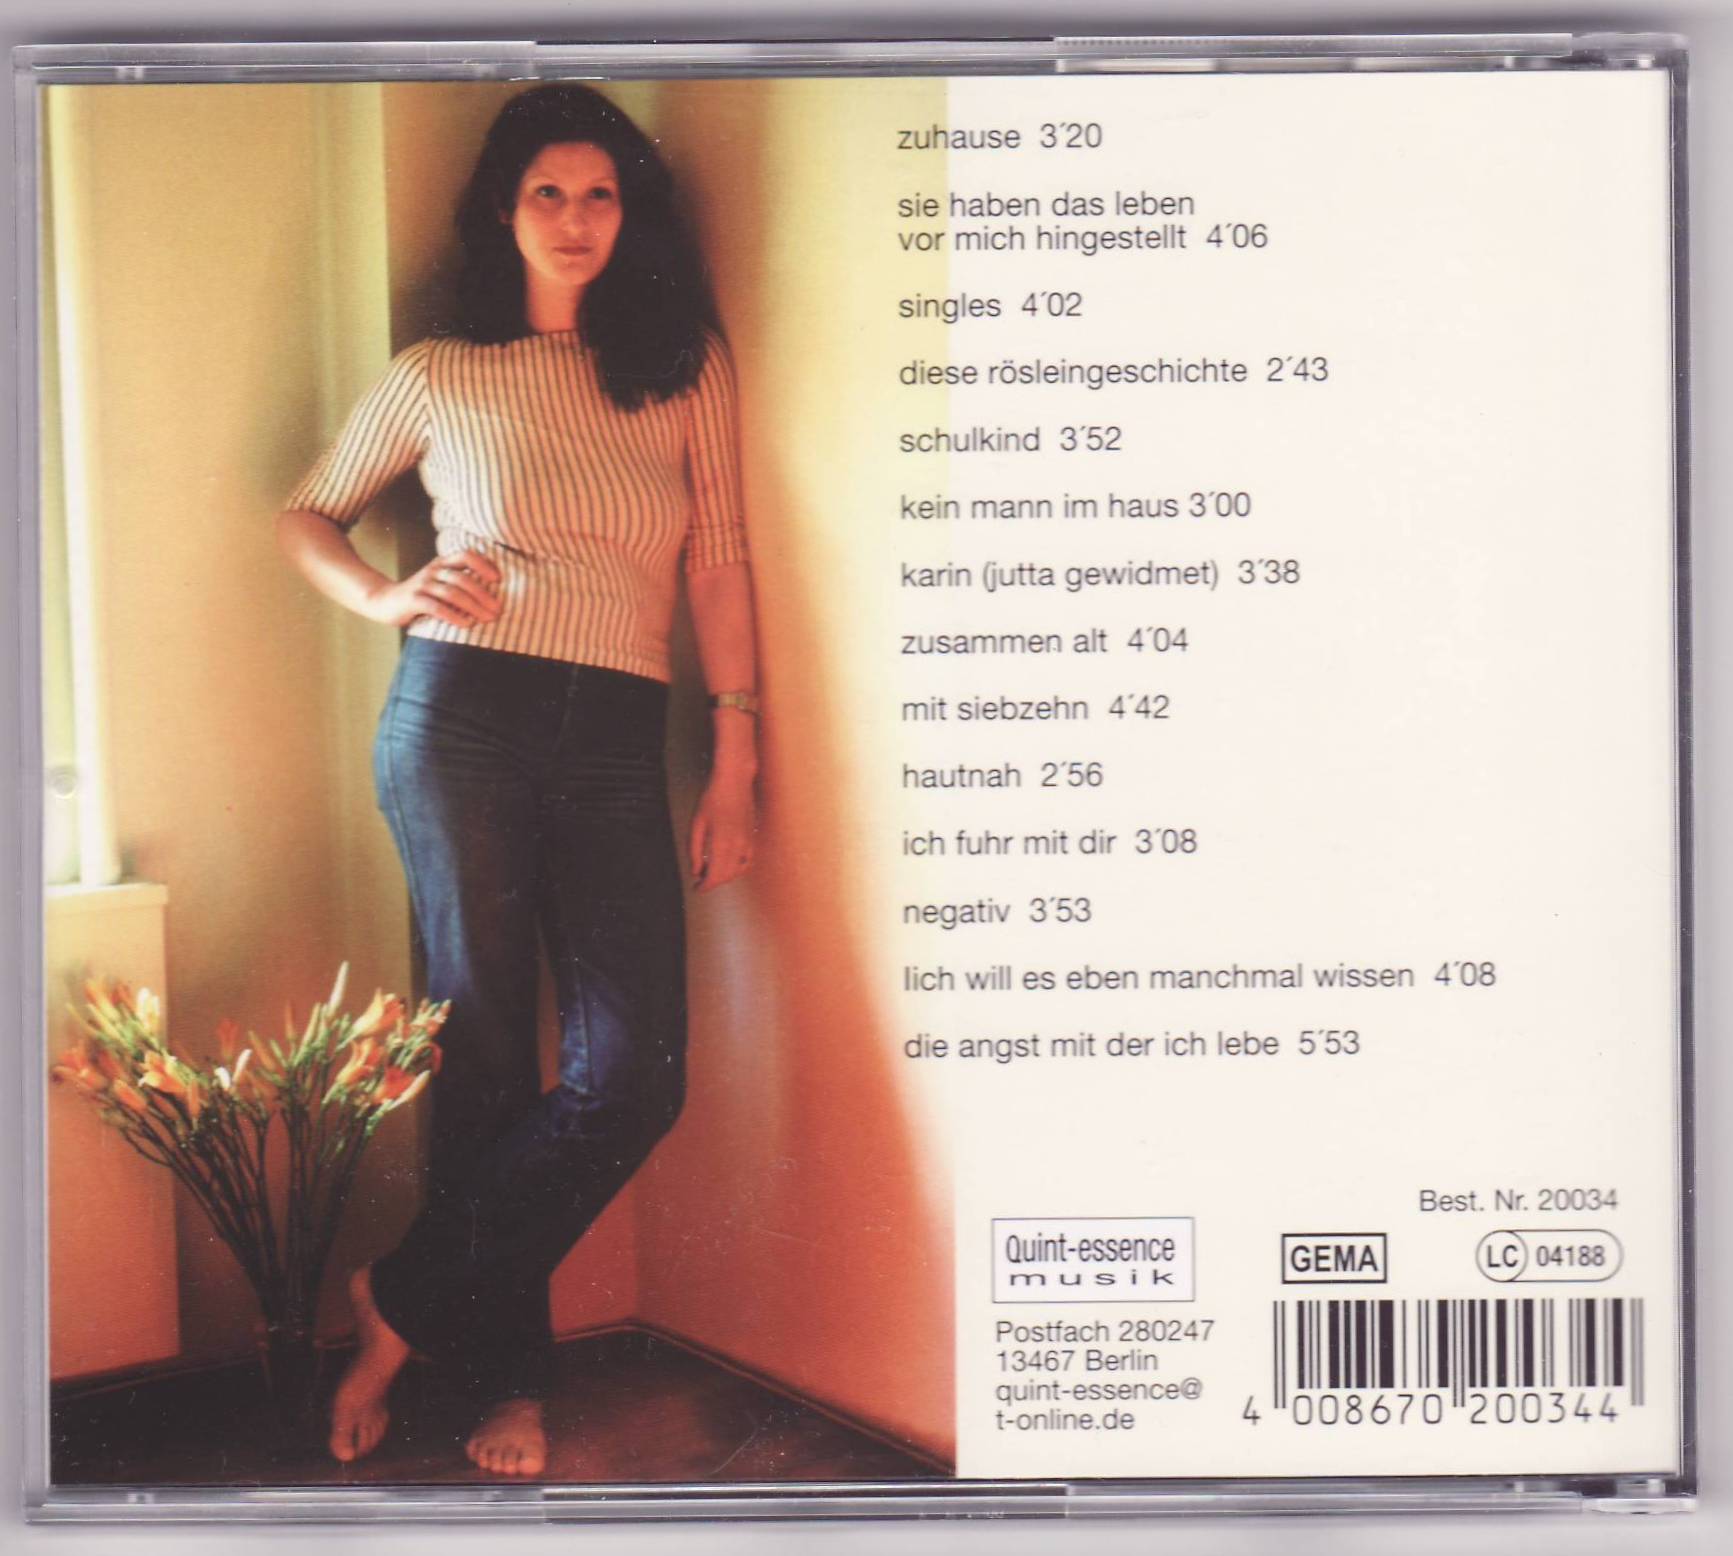 zuhause 3´20
sie haben das leben
vor mich hingestellt 4´06
singles 4´02
diese rösleingeschichte 2´43
schulkind 3´52
kein mann im haus 3´00
karin (jutta gewidmet) 3´38
zusammen alt 4´04
mit siebzehn 4´42
hautnah 2´56
ich fuhr mit dir 3´08
negativ 3´53
lich will es eben manchmal wissen 4´08
die angst mit der ich lebe 5´53
Best. Nr. 20034
Quint-essence
musik
GEMA
LC 04188
Postfach 280247
13467 Berlin
quint-essence@
t-online.de
4 008670 200344